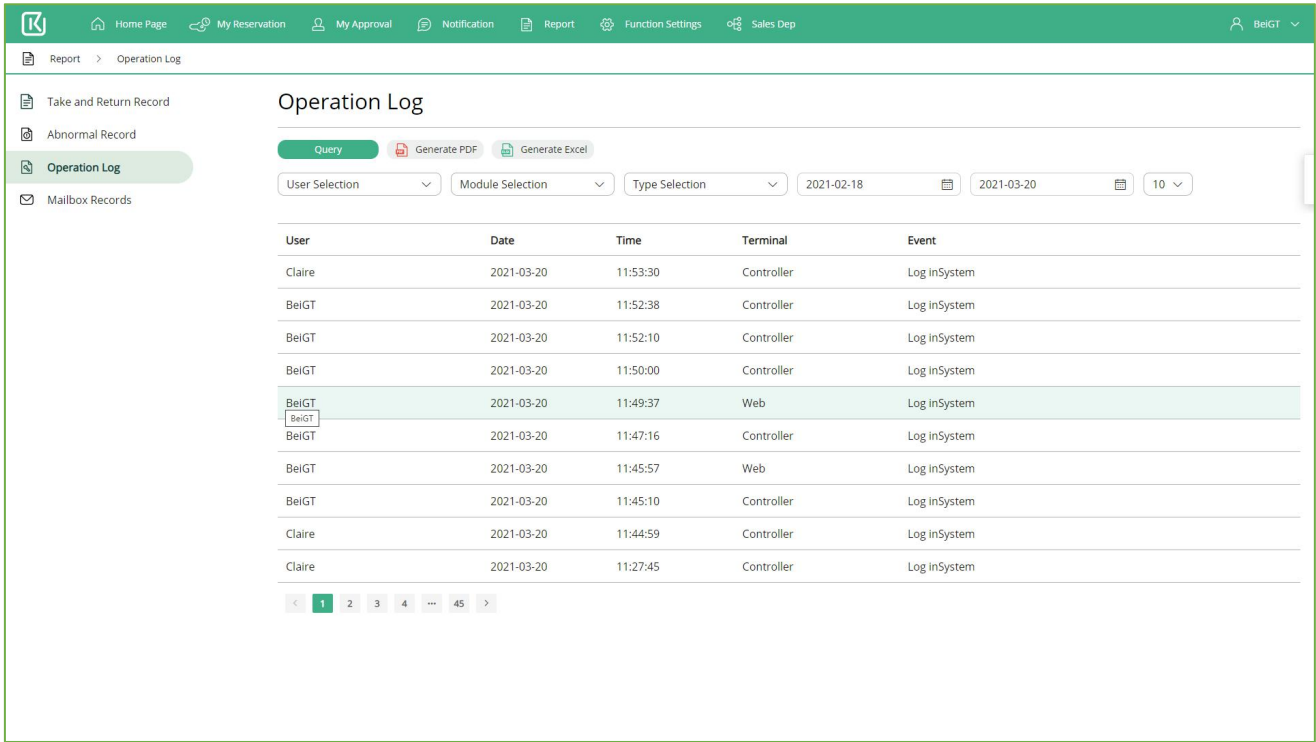 Home Page My Reservation My Approval Notification Report Function Settings Sales Dep BeiGT
Report > Operation Log
Take and Return Record
Abnormal Record
Operation Log
Mailbox Records
Operation Log
Query Generate PDF Generate Excel
User Selection Module Selection Type Selection 2021-02-18 2021-03-20 10
User Date Time Terminal Event
Claire 2021-03-20 11:53:30 Controller Log inSystem
BeiGT 2021-03-20 11:52:38 Controller Log inSystem
BeiGT 2021-03-20 11:52:10 Controller Log inSystem
BeiGT 2021-03-20 11:50:00 Controller Log inSystem
BeiGT 2021-03-20 11:49:37 Web Log inSystem
BeiGT
BeiGT 2021-03-20 11:47:16 Controller Log inSystem
BeiGT 2021-03-20 11:45:57 Web Log inSystem
BeiGT 2021-03-20 11:45:10 Controller Log inSystem
Claire 2021-03-20 11:44:59 Controller Log inSystem
Claire 2021-03-20 11:27:45 Controller Log inSystem
< 1 2 3 4 ··· 45 >